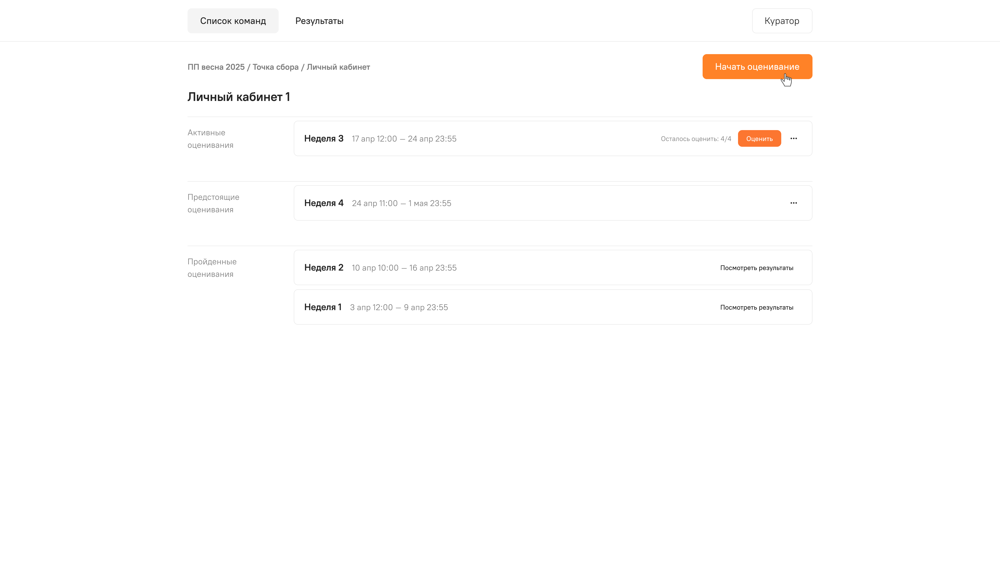 Список команд Результаты Куратор
ПП весна 2025 / Точка сбора / Личный кабинет Начать оценивание
Личный кабинет 1
Активные
оценивания
Неделя 3 17 апр 12:00 — 24 апр 23:55 Осталось оценить: 4/4 Оценить
Предстоящие
оценивания
Неделя 4 24 апр 11:00 — 1 мая 23:55
Пройденные
оценивания
Неделя 2 10 апр 10:00 — 16 апр 23:55 Посмотреть результаты
Неделя 1 3 апр 12:00 — 9 апр 23:55 Посмотреть результаты